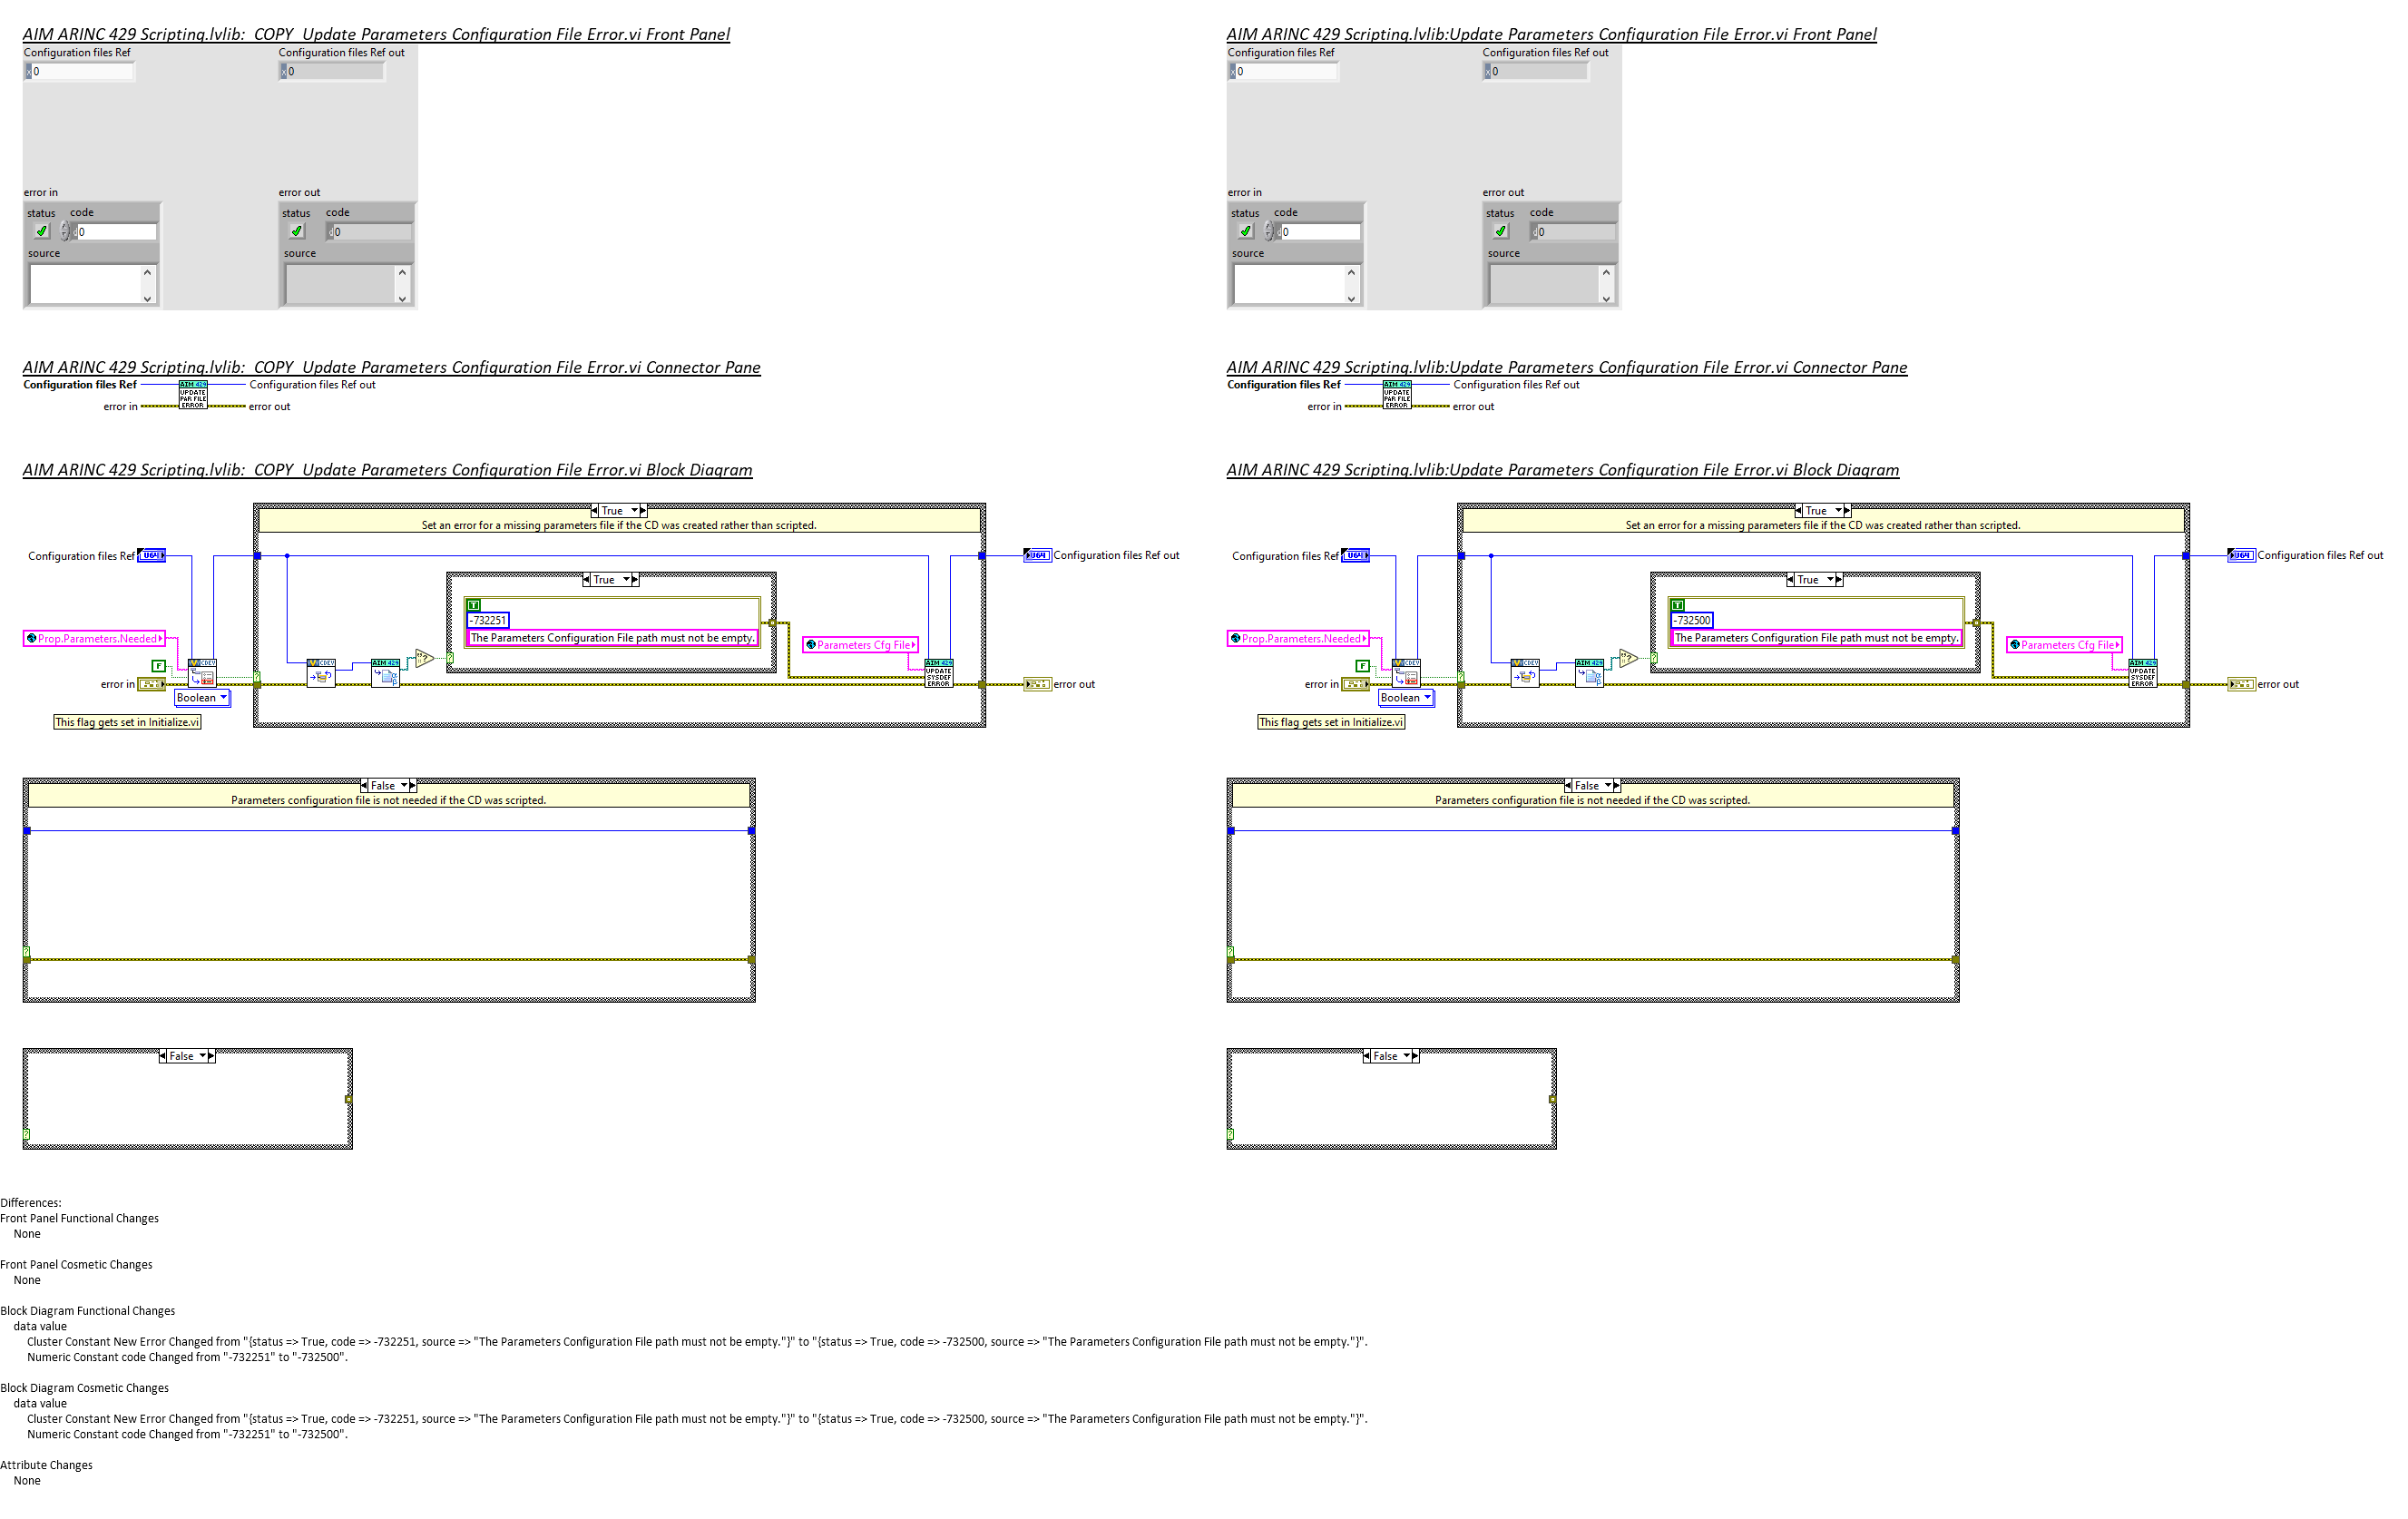 AIM ARINC 429 Scripting.lvlib:  COPY  Update Parameters Configuration File Error.vi Front Panel
Configuration files Ref
Configuration files Ref out
x 0
x 0
error in
error out
status code
status code
d 0
d 0
source
source
AIM ARINC 429 Scripting.lvlib:  COPY  Update Parameters Configuration File Error.vi Connector Pane
Configuration files Ref
AIM 429
UPDATE
PAR FILE
ERROR
Configuration files Ref out
error in
error out
AIM ARINC 429 Scripting.lvlib:  COPY  Update Parameters Configuration File Error.vi Block Diagram
True
Set an error for a missing parameters file if the CD was created rather than scripted.
Configuration files Ref
U64
U64
Configuration files Ref out
True
T
-732251
The Parameters Configuration File path must not be empty.
Prop.Parameters.Needed
Parameters Cfg File
F
CDEV
CDEV
AIM 429
?
?
AIM 429
UPDATE
SYSDEF
ERROR
error in
error out
Boolean
This flag gets set in Initialize.vi
False
Parameters configuration file is not needed if the CD was scripted.
?
False
?
AIM ARINC 429 Scripting.lvlib:Update Parameters Configuration File Error.vi Front Panel
Configuration files Ref
Configuration files Ref out
x 0
x 0
error in
error out
status code
status code
d 0
d 0
source
source
AIM ARINC 429 Scripting.lvlib:Update Parameters Configuration File Error.vi Connector Pane
Configuration files Ref
AIM 429
UPDATE
PAR FILE
ERROR
Configuration files Ref out
error in
error out
AIM ARINC 429 Scripting.lvlib:Update Parameters Configuration File Error.vi Block Diagram
True
Set an error for a missing parameters file if the CD was created rather than scripted.
Configuration files Ref
U64
U64
Configuration files Ref out
True
T
-732500
The Parameters Configuration File path must not be empty.
Prop.Parameters.Needed
Parameters Cfg File
F
CDEV
CDEV
AIM 429
?
?
AIM 429
UPDATE
SYSDEF
ERROR
error in
error out
Boolean
This flag gets set in Initialize.vi
False
Parameters configuration file is not needed if the CD was scripted.
?
False
?
Differences:
Front Panel Functional Changes
None
Front Panel Cosmetic Changes
None
Block Diagram Functional Changes
data value
Cluster Constant New Error Changed from "{status => True, code => -732251, source => "The Parameters Configuration File path must not be empty."}" to "{status => True, code => -732500, source => "The Parameters Configuration File path must not be empty."}".
Numeric Constant code Changed from "-732251" to "-732500".
Block Diagram Cosmetic Changes
data value
Cluster Constant New Error Changed from "{status => True, code => -732251, source => "The Parameters Configuration File path must not be empty."}" to "{status => True, code => -732500, source => "The Parameters Configuration File path must not be empty."}".
Numeric Constant code Changed from "-732251" to "-732500".
Attribute Changes
None